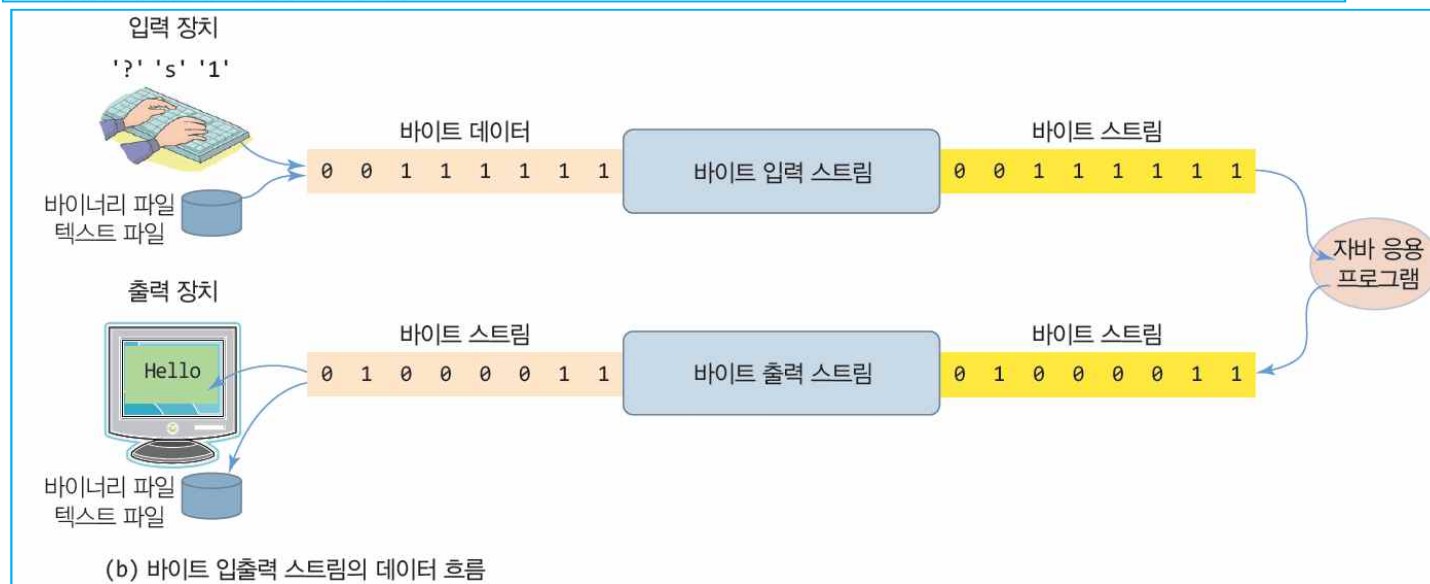 입력 장치
'?' 's' '1'
바이트 데이터
바이트 스트림
0 0 1 1 1 1 1 1
바이트 입력 스트림
0 0 1 1 1 1 1 1
바이너리 파일
텍스트 파일
자바 응용
프로그램
출력 장치
바이트 스트림
바이트 스트림
Hello
0 1 0 0 0 0 1 1
바이트 출력 스트림
0 1 0 0 0 0 1 1
바이너리 파일
텍스트 파일
(b) 바이트 입출력 스트림의 데이터 흐름